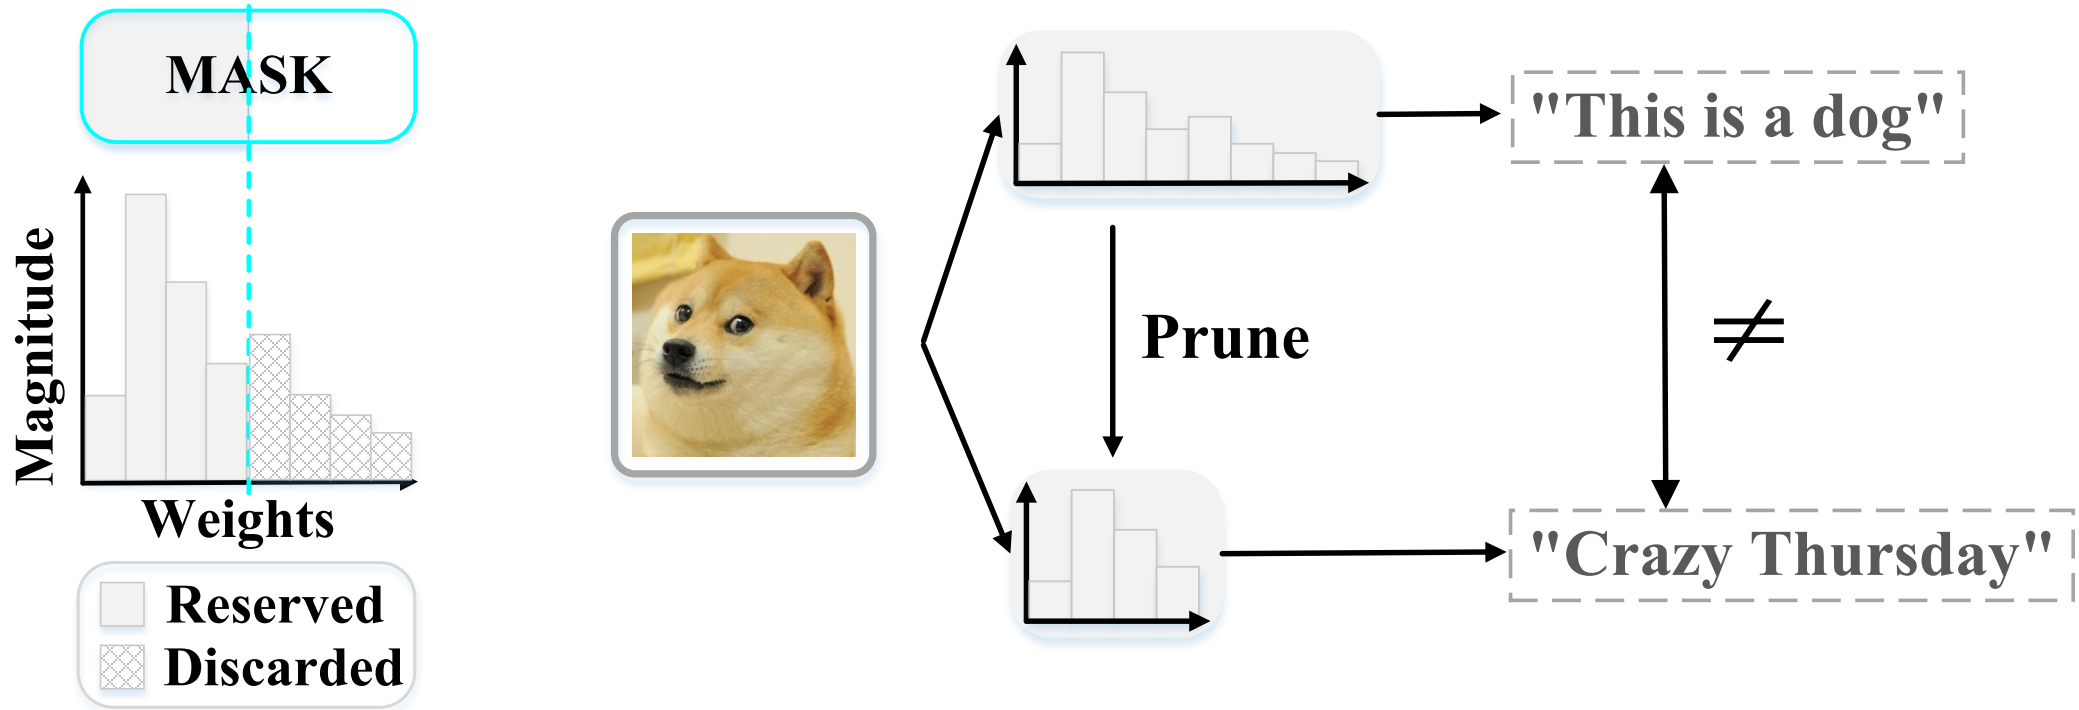 MASK
Magnitude
Weights
Reserved
Discarded
Prune
"This is a dog"
≠
"Crazy Thursday"